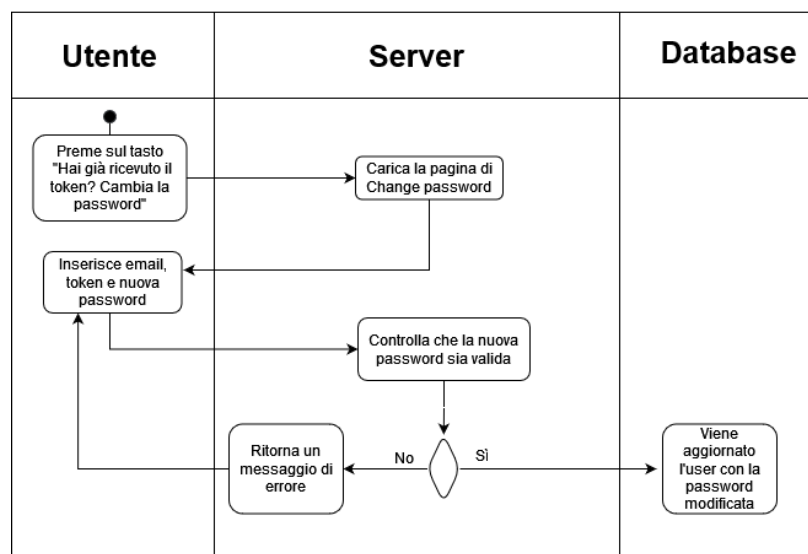 Utente
Server
Database
Preme sul tasto
"Hai già ricevuto il
token? Cambia la
password"
Carica la pagina di
Change password
Inserisce email,
token e nuova
password
Controlla che la nuova
password sia valida
Ritorna un
messaggio di
errore
No
Sì
Viene
aggiornato
l'user con la
password
modificata